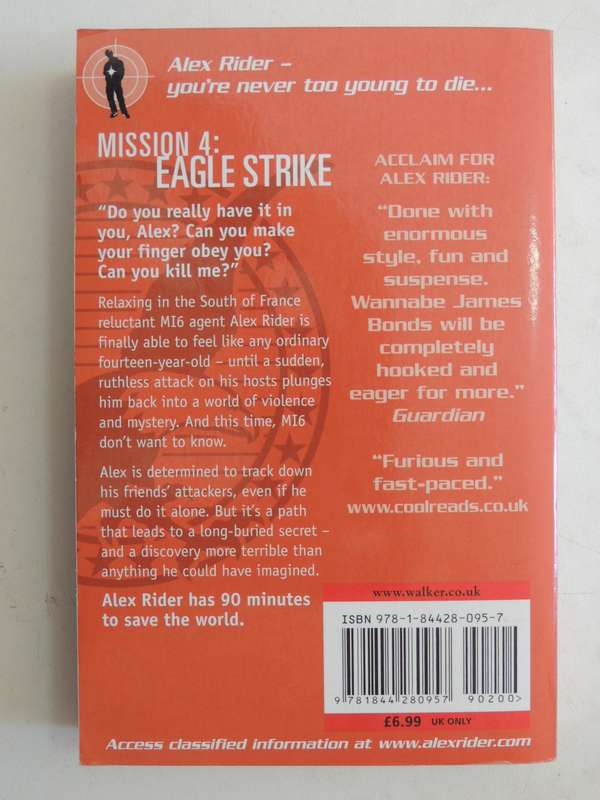 Alex Rider –
you're never too young to die...
MISSION 4:
EAGLE STRIKE
“Do you really have it in
you, Alex? Can you make
your finger obey you?
Can you kill me?”
Relaxing in the South of France
reluctant MI6 agent Alex Rider is
finally able to feel like any ordinary
fourteen-year-old – until a sudden,
ruthless attack on his hosts plunges
him back into a world of violence
and mystery. And this time, MI6
don't want to know.
Alex is determined to track down
his friends' attackers, even if he
must do it alone. But it's a path
that leads to a long-buried secret –
and a discovery more terrible than
anything he could have imagined.
Alex Rider has 90 minutes
to save the world.
ACCLAIM FOR
ALEX RIDER:
“Done with
enormous
style, fun and
suspense.
Wannabe James
Bonds will be
completely
hooked and
eager for more.”
Guardian
“Furious and
fast-paced.”
www.coolreads.co.uk
www.walker.co.uk
ISBN 978-1-84428-095-7
9 781844 280957 90200>
£6.99 UK ONLY
Access classified information at www.alexrider.com